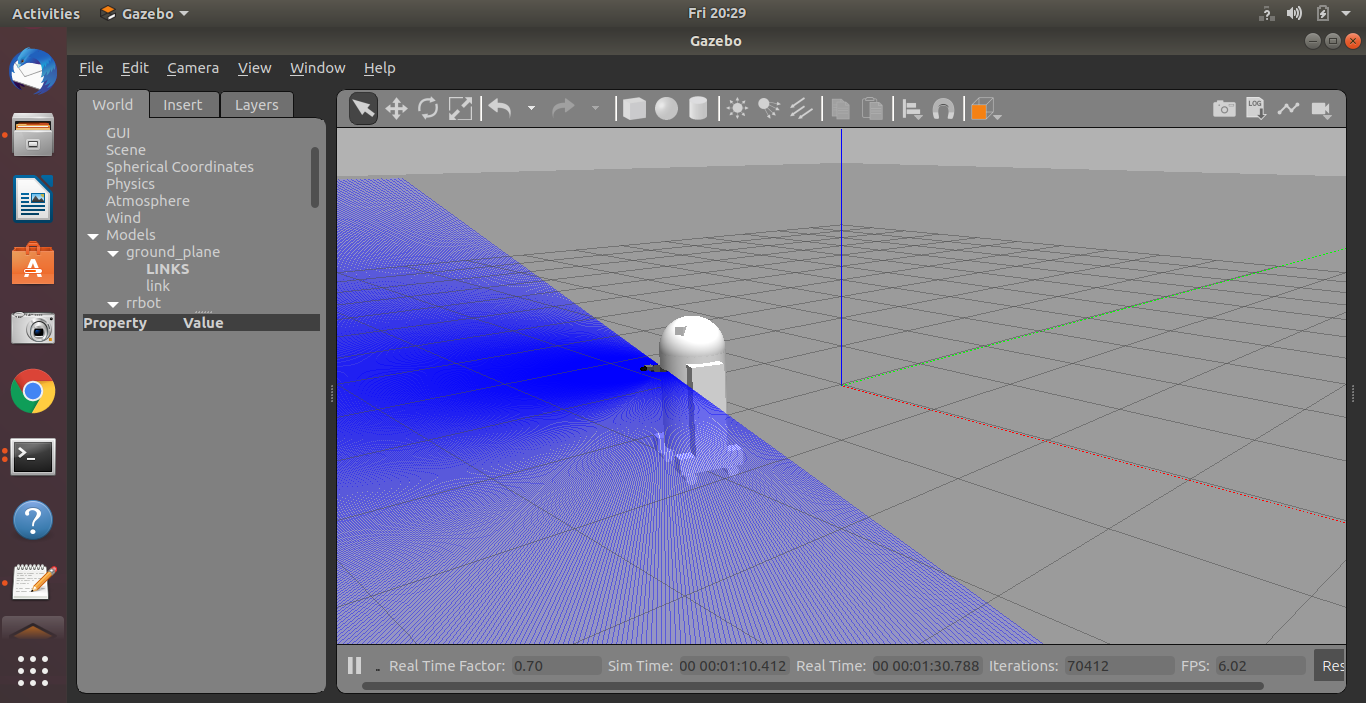 Activities Gazebo Fri 20:29
Gazebo
File Edit Camera View Window Help
World Insert Layers
LOG
GUI
Scene
Spherical Coordinates
Physics
Atmosphere
Wind
Models
ground_plane
LINKS
link
rrbot
Property Value
Real Time Factor: 0.70 Sim Time: 00 00:01:10.412 Real Time: 00 00:01:30.788 Iterations: 70412 FPS: 6.02 Res